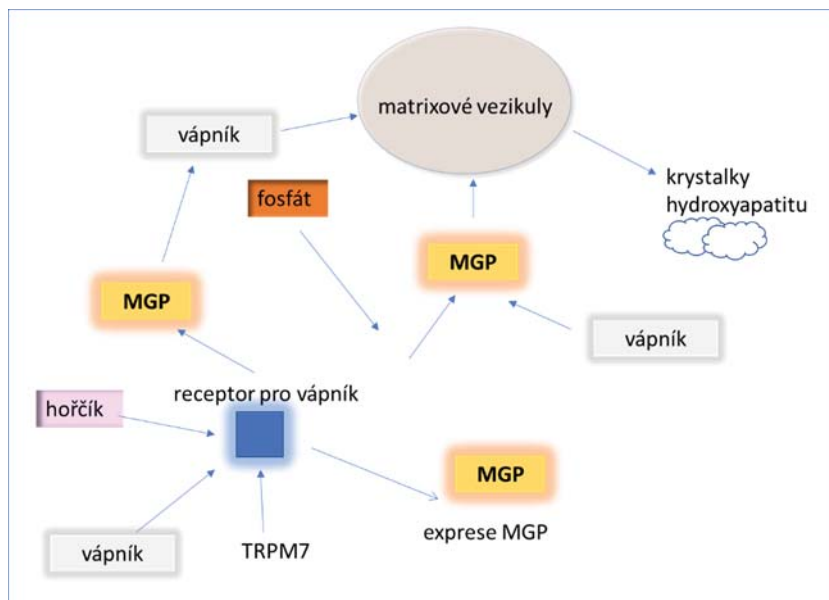 matrixové vezikuly
vápník
fosfát
krystalky
hydroxyapatitu
MGP
MGP
vápník
receptor pro vápník
hořčík
MGP
vápník
TRPM7
exprese MGP